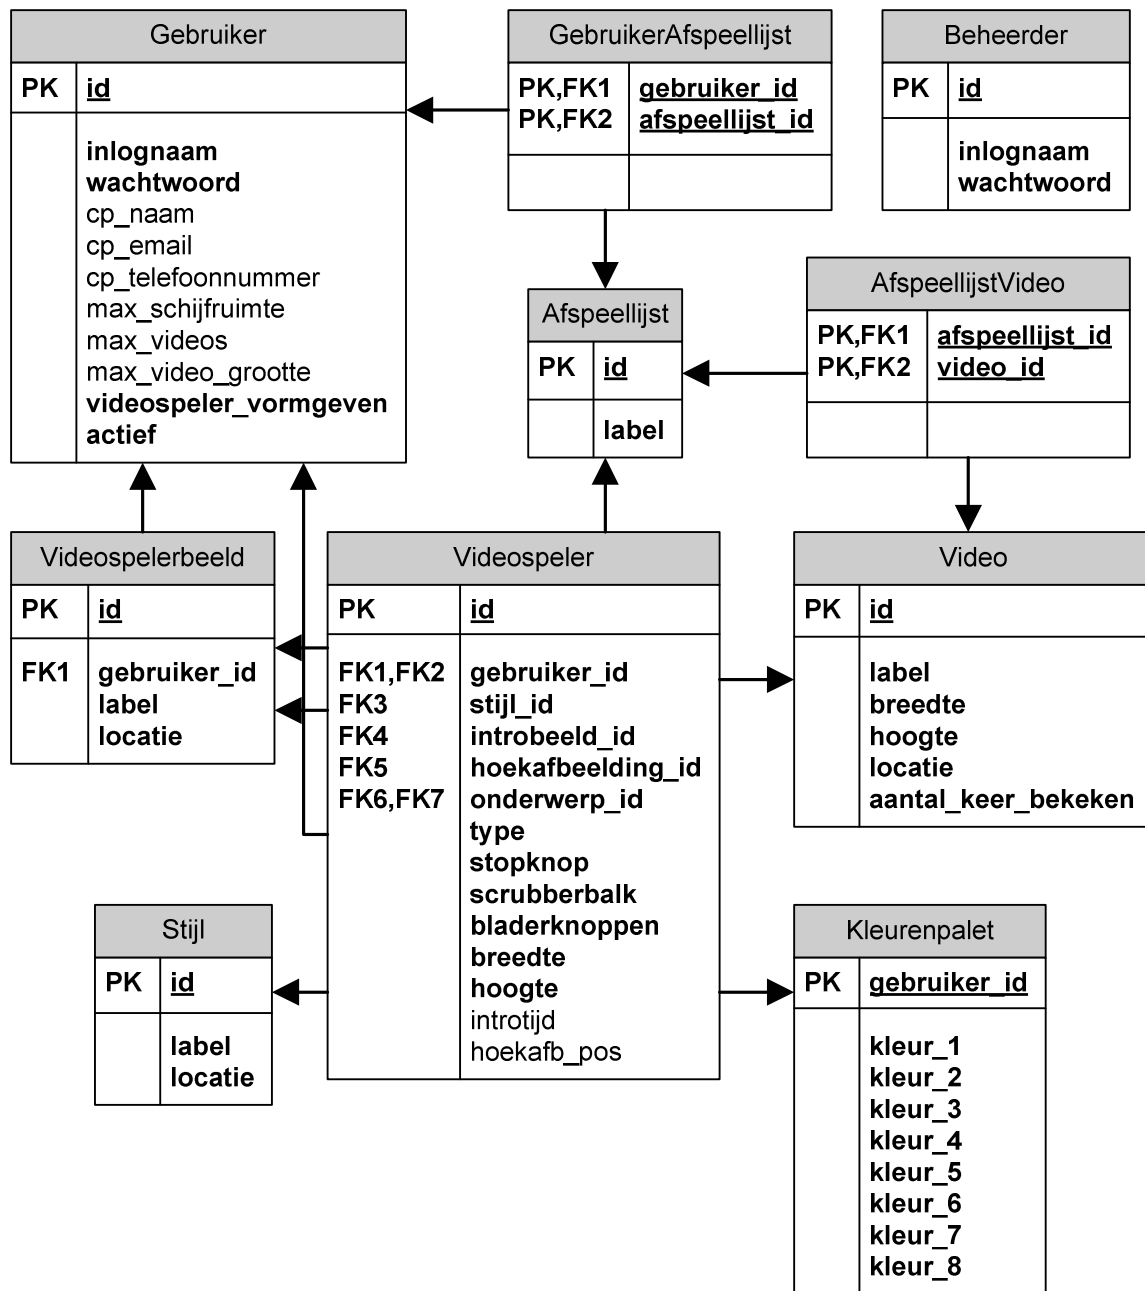 Gebruiker
PK id
inlognaam
wachtwoord
cp_naam
cp_email
cp_telefoonnummer
max_schijfruimte
max_videos
max_video_grootte
videospeler_vormgeven
actief
GebruikerAfspeellijst
PK,FK1 gebruiker_id
PK,FK2 afspeellijst_id
Beheerder
PK id
inlognaam
wachtwoord
Afspeellijst
PK id
label
AfspeellijstVideo
PK,FK1 afspeellijst_id
PK,FK2 video_id
Videospelerbeeld
PK id
FK1 gebruiker_id
label
locatie
Videospeler
PK id
FK1,FK2 gebruiker_id
FK3 stijl_id
FK4 introbeeld_id
FK5 hoekafbeelding_id
FK6,FK7 onderwerp_id
type
stopknop
scrubberbalk
bladerknoppen
breedte
hoogte
introtijd
hoekafb_pos
Video
PK id
label
breedte
hoogte
locatie
aantal_keer_bekeken
Stijl
PK id
label
locatie
Kleurenpalet
PK gebruiker_id
kleur_1
kleur_2
kleur_3
kleur_4
kleur_5
kleur_6
kleur_7
kleur_8